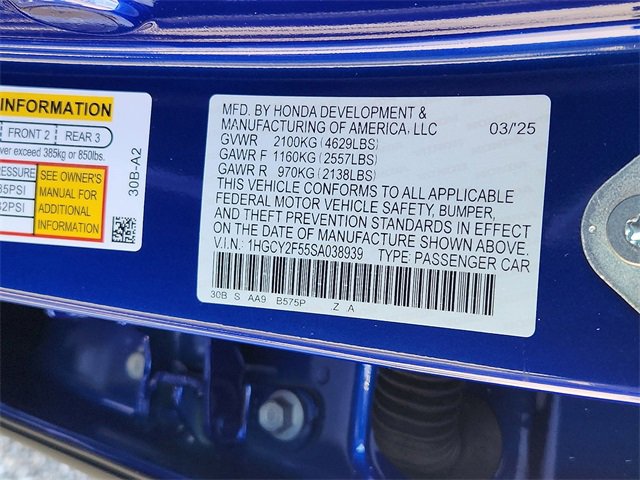 INFORMATION
FRONT 2 REAR 3
ver exceed 385kg or 850lbs.
RESSURE
35PSI
32PSI
SEE OWNER'S
MANUAL FOR
ADDITIONAL
INFORMATION
30B-A2
MFD. BY HONDA DEVELOPMENT &
MANUFACTURING OF AMERICA, LLC 03/'25
GVWR 2100KG (4629LBS)
GAWR F 1160KG (2557LBS)
GAWR R 970KG (2138LBS)
THIS VEHICLE CONFORMS TO ALL APPLICABLE
FEDERAL MOTOR VEHICLE SAFETY, BUMPER,
AND THEFT PREVENTION STANDARDS IN EFFECT
ON THE DATE OF MANUFACTURE SHOWN ABOVE.
V.I.N.: 1HGCY2F55SA038939 TYPE: PASSENGER CAR
30B S AA9 B575P Z A